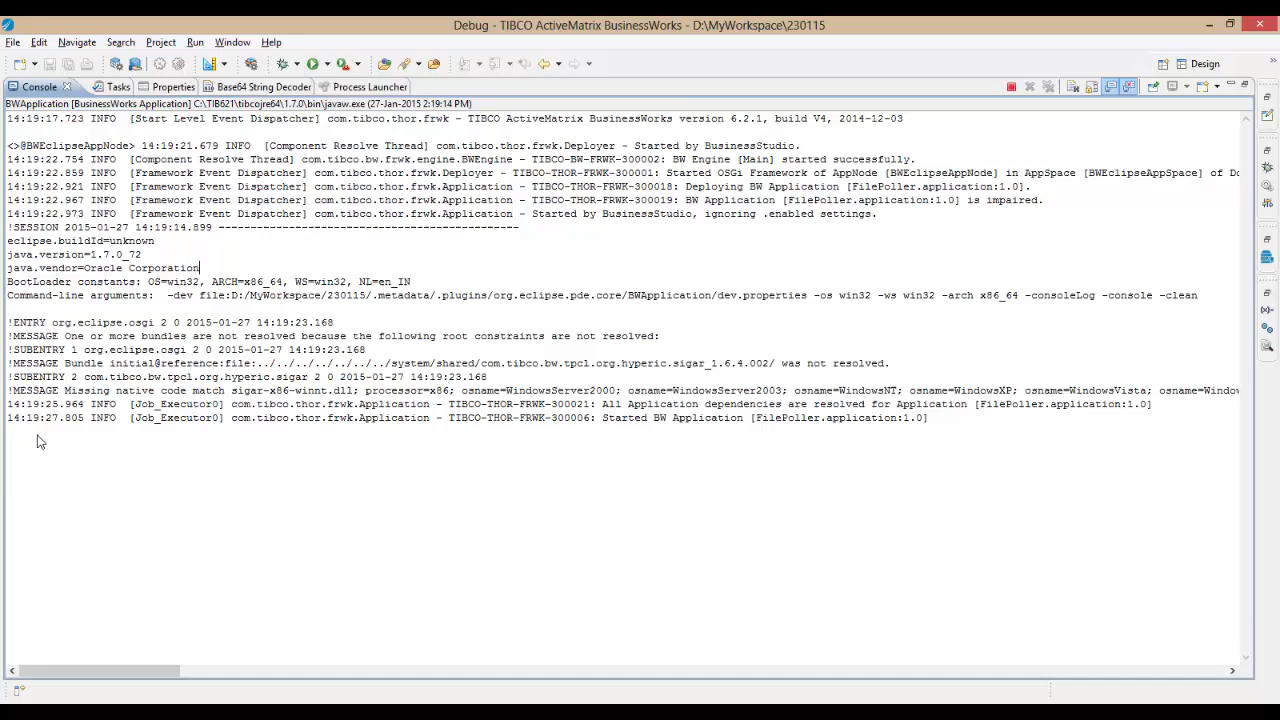 Debug - TIBCO ActiveMatrix BusinessWorks - D:\MyWorkspace\230115
File Edit Navigate Search Project Run Window Help
Design
Console Tasks Properties Base64 String Decoder Process Launcher
BWApplication [BusinessWorks Application] C:\TIB621\tibcojre64\1.7.0\bin\javaw.exe (27-Jan-2015 2:19:14 PM)
14:19:17.723 INFO [Start Level Event Dispatcher] com.tibco.thor.frwk - TIBCO ActiveMatrix BusinessWorks version 6.2.1, build V4, 2014-12-03
<>@BWEclipseAppNode> 14:19:21.679 INFO [Component Resolve Thread] com.tibco.thor.frwk.Deployer - Started by BusinessStudio.
14:19:22.754 INFO [Component Resolve Thread] com.tibco.bw.frwk.engine.BWEngine - TIBCO-BW-FRWK-300002: BW Engine [Main] started successfully.
14:19:22.859 INFO [Framework Event Dispatcher] com.tibco.thor.frwk.Deployer - TIBCO-THOR-FRWK-300001: Started OSGi Framework of AppNode [BWEclipseAppNode] in AppSpace [BWEclipseAppSpace] of Do
14:19:22.921 INFO [Framework Event Dispatcher] com.tibco.thor.frwk.Application - TIBCO-THOR-FRWK-300018: Deploying BW Application [FilePoller.application:1.0].
14:19:22.967 INFO [Framework Event Dispatcher] com.tibco.thor.frwk.Application - TIBCO-THOR-FRWK-300019: BW Application [FilePoller.application:1.0] is impaired.
14:19:22.973 INFO [Framework Event Dispatcher] com.tibco.thor.frwk.Application - Started by BusinessStudio, ignoring .enabled settings.
!SESSION 2015-01-27 14:19:14.899 -----------------------------------------------
eclipse.buildId=unknown
java.version=1.7.0_72
java.vendor=Oracle Corporation
BootLoader constants: OS=win32, ARCH=x86_64, WS=win32, NL=en_IN
Command-line arguments: -dev file:D:/MyWorkspace/230115/.metadata/.plugins/org.eclipse.pde.core/BWApplication/dev.properties -os win32 -ws win32 -arch x86_64 -consoleLog -console -clean
!ENTRY org.eclipse.osgi 2 0 2015-01-27 14:19:23.168
!MESSAGE One or more bundles are not resolved because the following root constraints are not resolved:
!SUBENTRY 1 org.eclipse.osgi 2 0 2015-01-27 14:19:23.168
!MESSAGE Bundle initial@reference:file:../../../../../../system/shared/com.tibco.bw.tpcl.org.hyperic.sigar_1.6.4.002/ was not resolved.
!SUBENTRY 2 com.tibco.bw.tpcl.org.hyperic.sigar 2 0 2015-01-27 14:19:23.168
!MESSAGE Missing native code match sigar-x86-winnt.dll; processor=x86; osname=WindowsServer2000; osname=WindowsServer2003; osname=WindowsNT; osname=WindowsXP; osname=WindowsVista; osname=Window
14:19:25.964 INFO [Job_Executor0] com.tibco.thor.frwk.Application - TIBCO-THOR-FRWK-300021: All Application dependencies are resolved for Application [FilePoller.application:1.0]
14:19:27.805 INFO [Job_Executor0] com.tibco.thor.frwk.Application - TIBCO-THOR-FRWK-300006: Started BW Application [FilePoller.application:1.0]